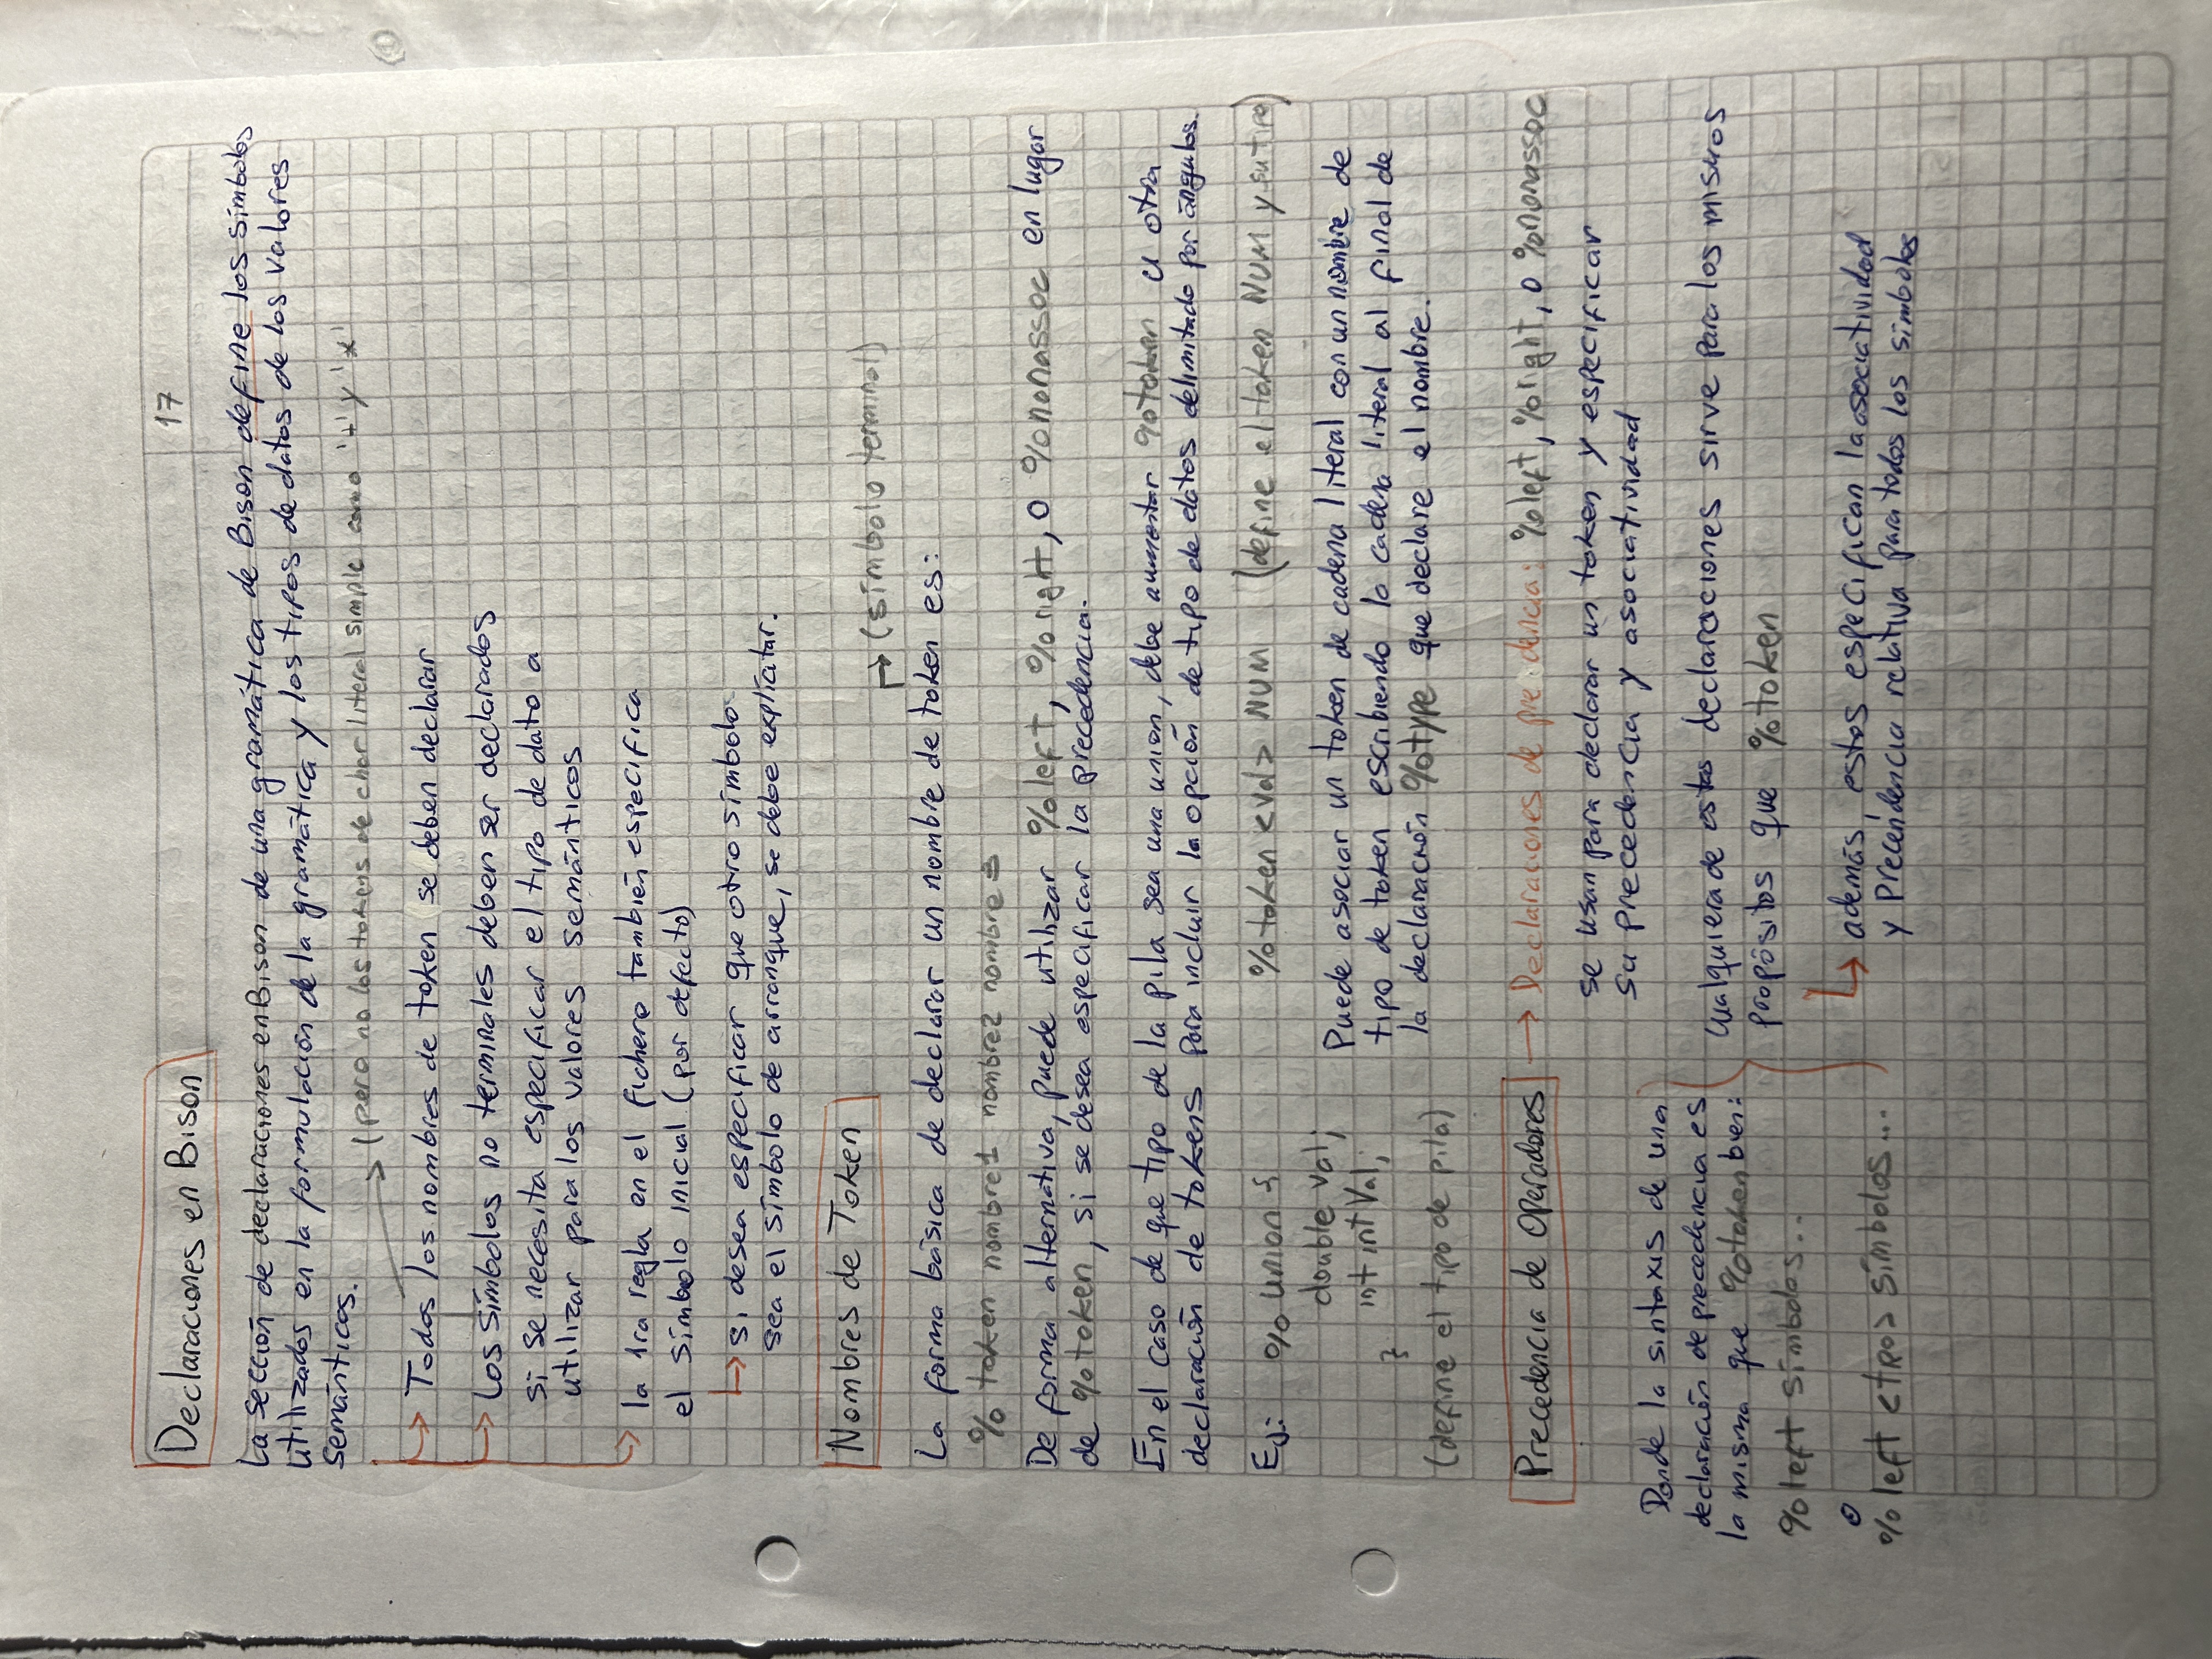 Declaraciones en Bison
17
La sección de declaraciones en Bison de una gramática de Bison define los símbolos
utilizados en la formulación de la gramática y los tipos de datos de los valores
semánticos.
(pero no los tokens de char literal simple como '+' y '*'
Todos los nombres de token se deben declarar
Los símbolos no terminales deben ser declarados
si se necesita especificar el tipo de dato a
utilizar para los valores semánticos
la 1ra regla en el fichero también especifica
el símbolo inicial (por defecto)
si desea especificar que otro símbolo
sea el símbolo de arranque, se debe explicitar.
Nombres de Token
(símbolo terminal)
La forma básica de declarar un nombre de token es:
% token nombre1 nombre2 nombre3
De forma alternativa, puede utilizar %left, %right, o %nonassoc en lugar
de %token, si se desea especificar la precedencia.
En el caso de que tipo de la pila sea una union, debe aumentar %token u otra
declaración de tokens para incluir la opción de tipo de datos delimitado por ángulos.
Ej: % union {
double val;
int intVal;
}
(define el tipo de pila)
%token <val> NUM (define el token NUM y su tipo)
Puede asociar un token de cadena literal con un nombre de
tipo de token escribiendo la cadena literal al final de
la declaración %type que declare el nombre.
Precedencia de Operadores
Declaraciones de precedencia: %left, %right, o %nonassoc
se usan para declarar un token y especificar
su precedencia y asociatividad
Donde la sintaxis de una
declaración de precedencia es
la misma que %token bien:
%left símbolos..
o
%left <tipo> símbolos...
Cualquiera de estas declaraciones sirve para los mismos
propósitos que %token
además, estos especifican la asociatividad
y Precendencia relativa para todos los símbolos